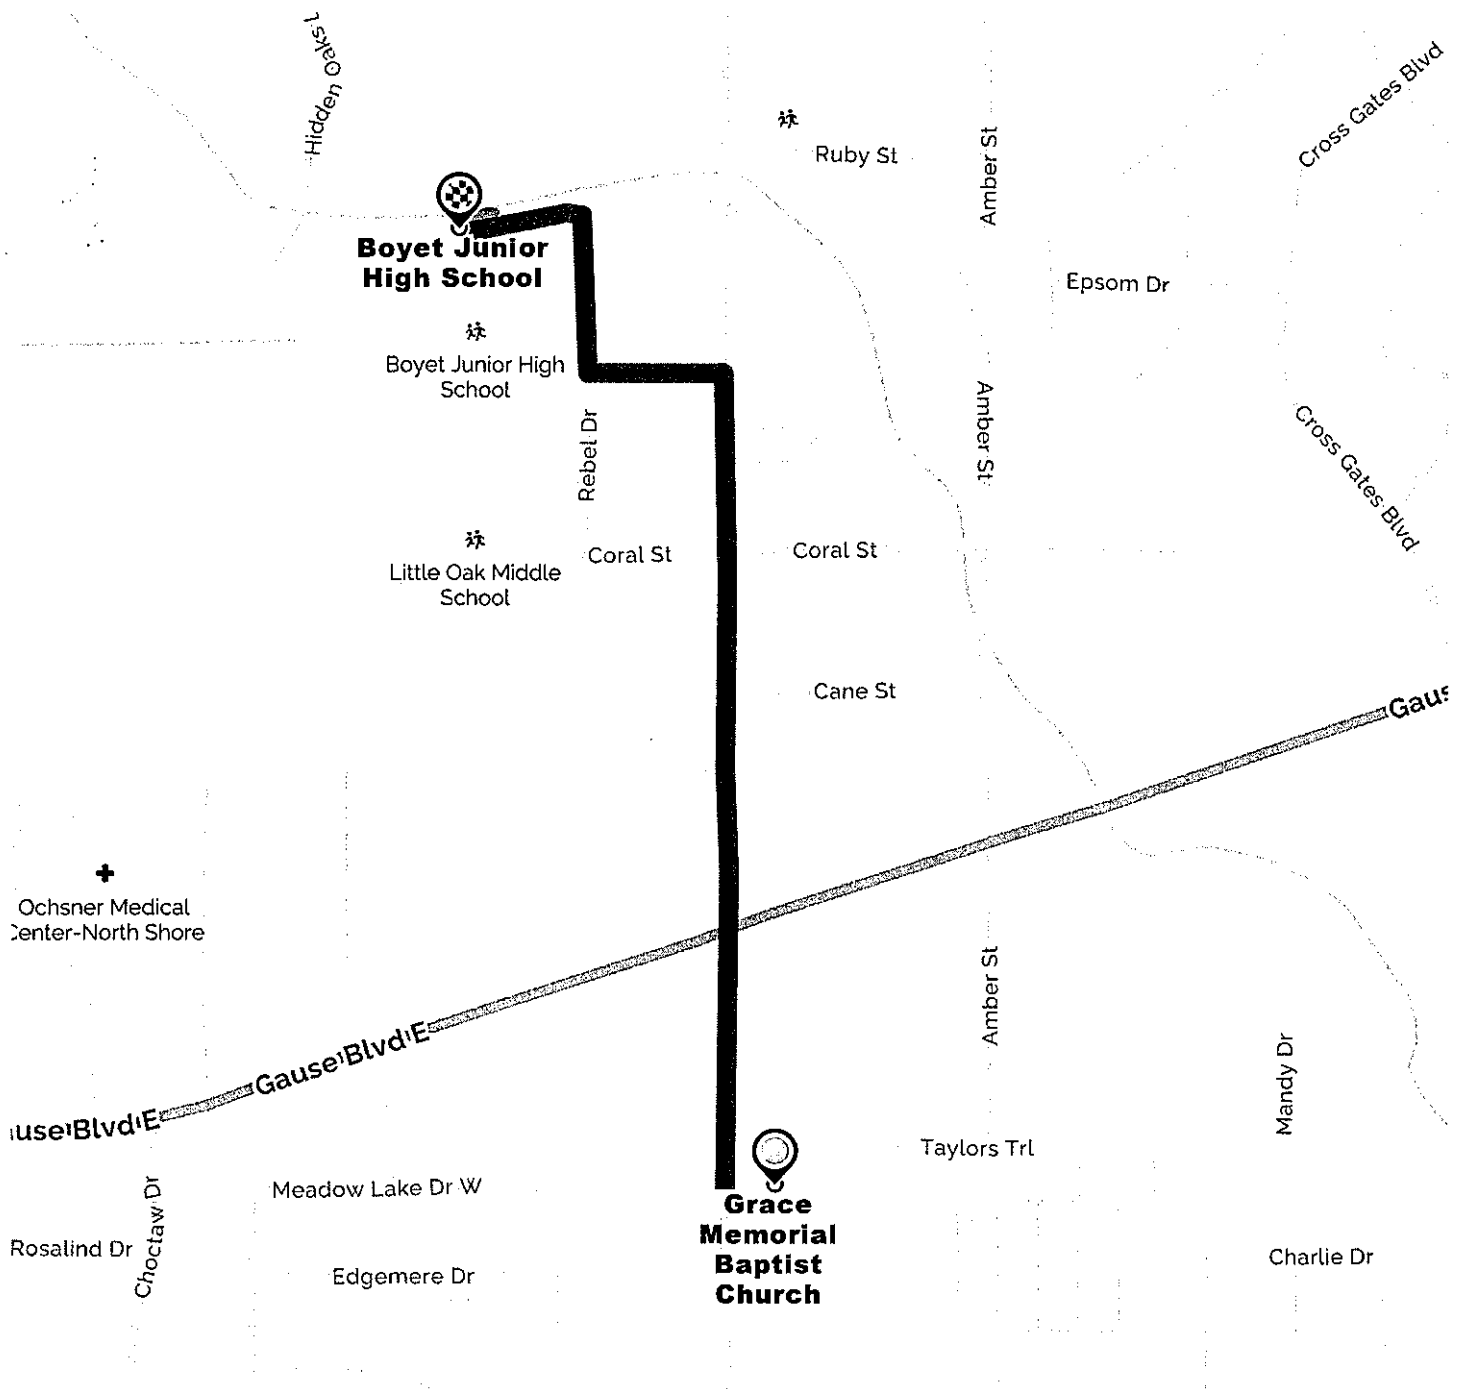 Hidden Oaks L
Cross Gates Blvd
Ruby St
Amber St
Boyet Junior
High School
Epsom Dr
Boyet Junior High
School
Rebel Dr
Amber St
Cross Gates Blvd
Little Oak Middle
School
Coral St
Coral St
Cane St
Gaus
Ochsner Medical
Center-North Shore
Amber St
Gause Blvd E
use Blvd E
Mandy Dr
Taylors Trl
Meadow Lake Dr W
Choctaw Dr
Grace
Memorial
Baptist
Church
Rosalind Dr
Edgemere Dr
Charlie Dr